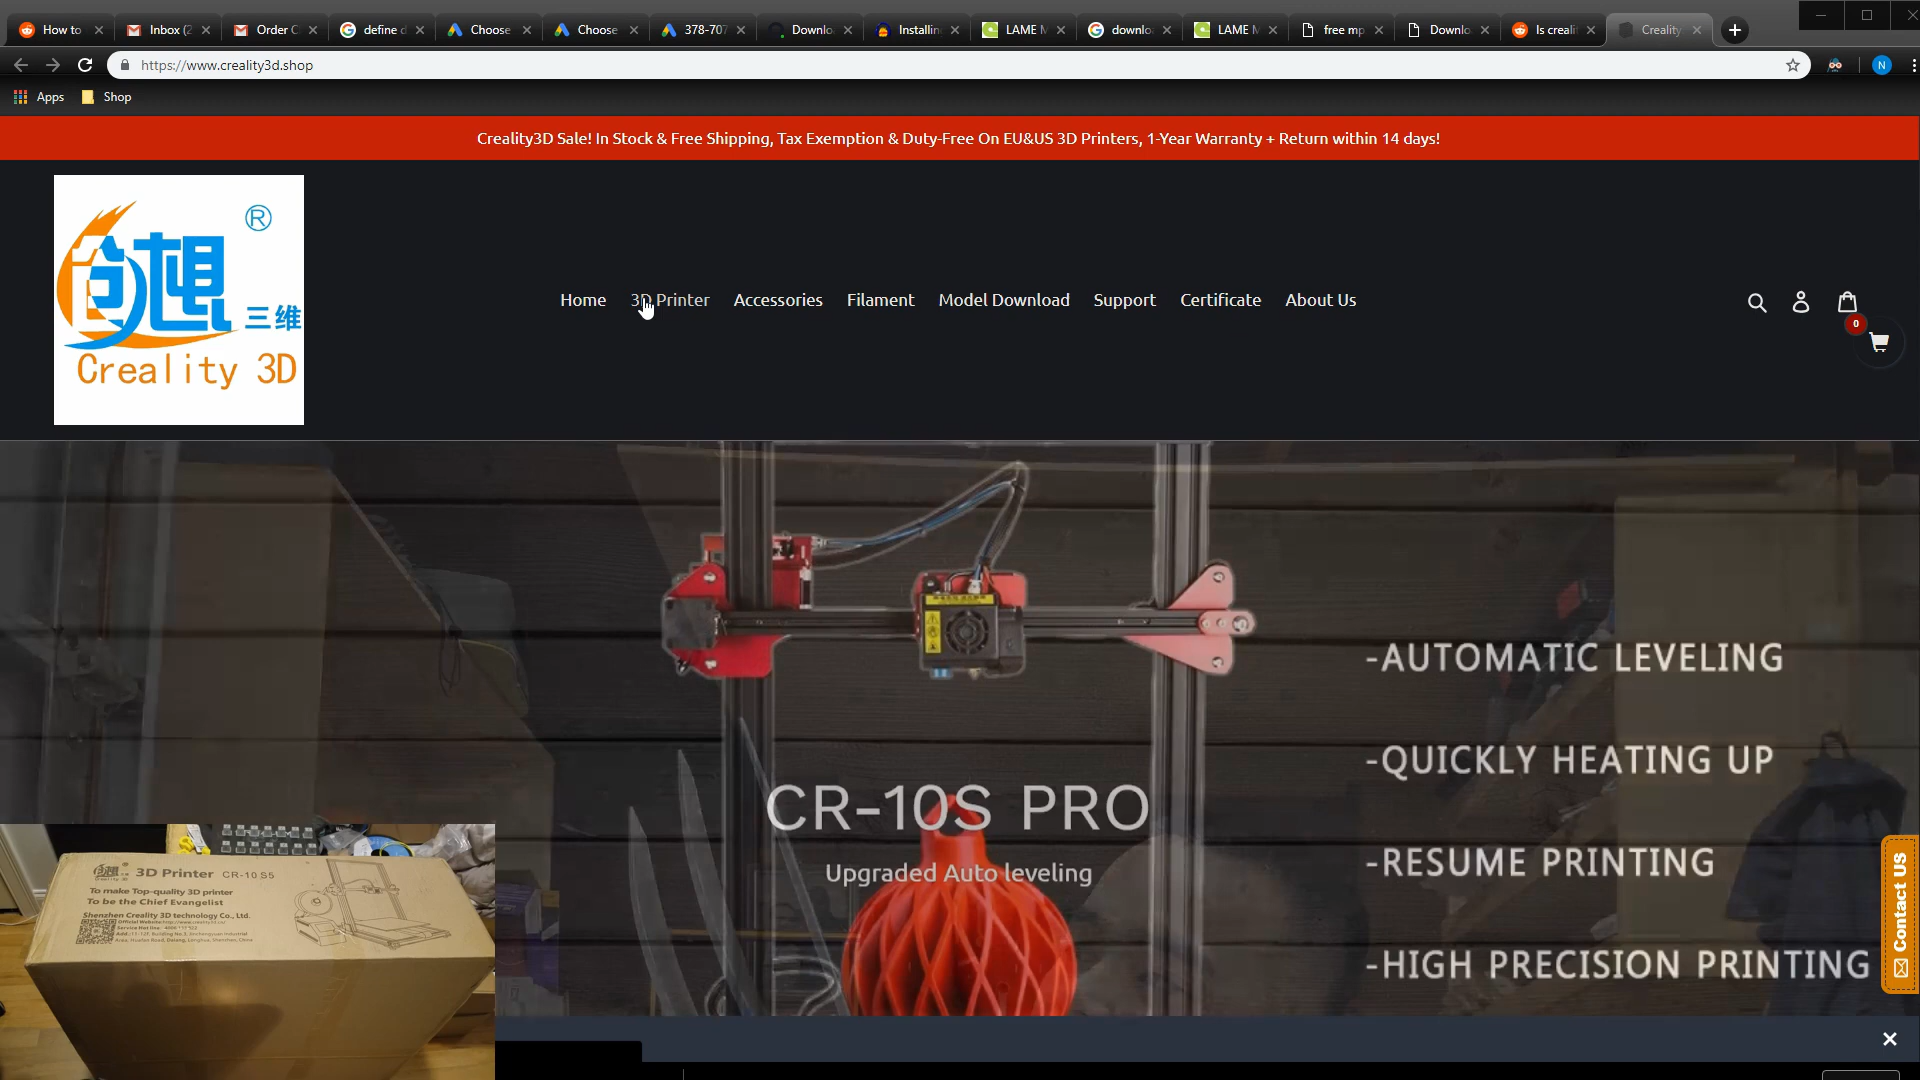 How to
Inbox (2
Order C
define d
Choose
Choose
378-707
Downlo
Installin
LAME M
downlo
LAME M
free mp
Downlo
Is creali
Creality
https://www.creality3d.shop
N
Apps
Shop
Creality3D Sale! In Stock & Free Shipping, Tax Exemption & Duty-Free On EU&US 3D Printers, 1-Year Warranty + Return within 14 days!
创想
®
三维
Creality 3D
Home
3D Printer
Accessories
Filament
Model Download
Support
Certificate
About Us
0
-AUTOMATIC LEVELING
-QUICKLY HEATING UP
CR-10S PRO
-RESUME PRINTING
Upgraded Auto leveling
-HIGH PRECISION PRINTING
Contact US
创想
3D Printer CR-10 S5
To make Top-quality 3D printer
To be the Chief Evangelist
Shenzhen Creality 3D technology Co., Ltd.